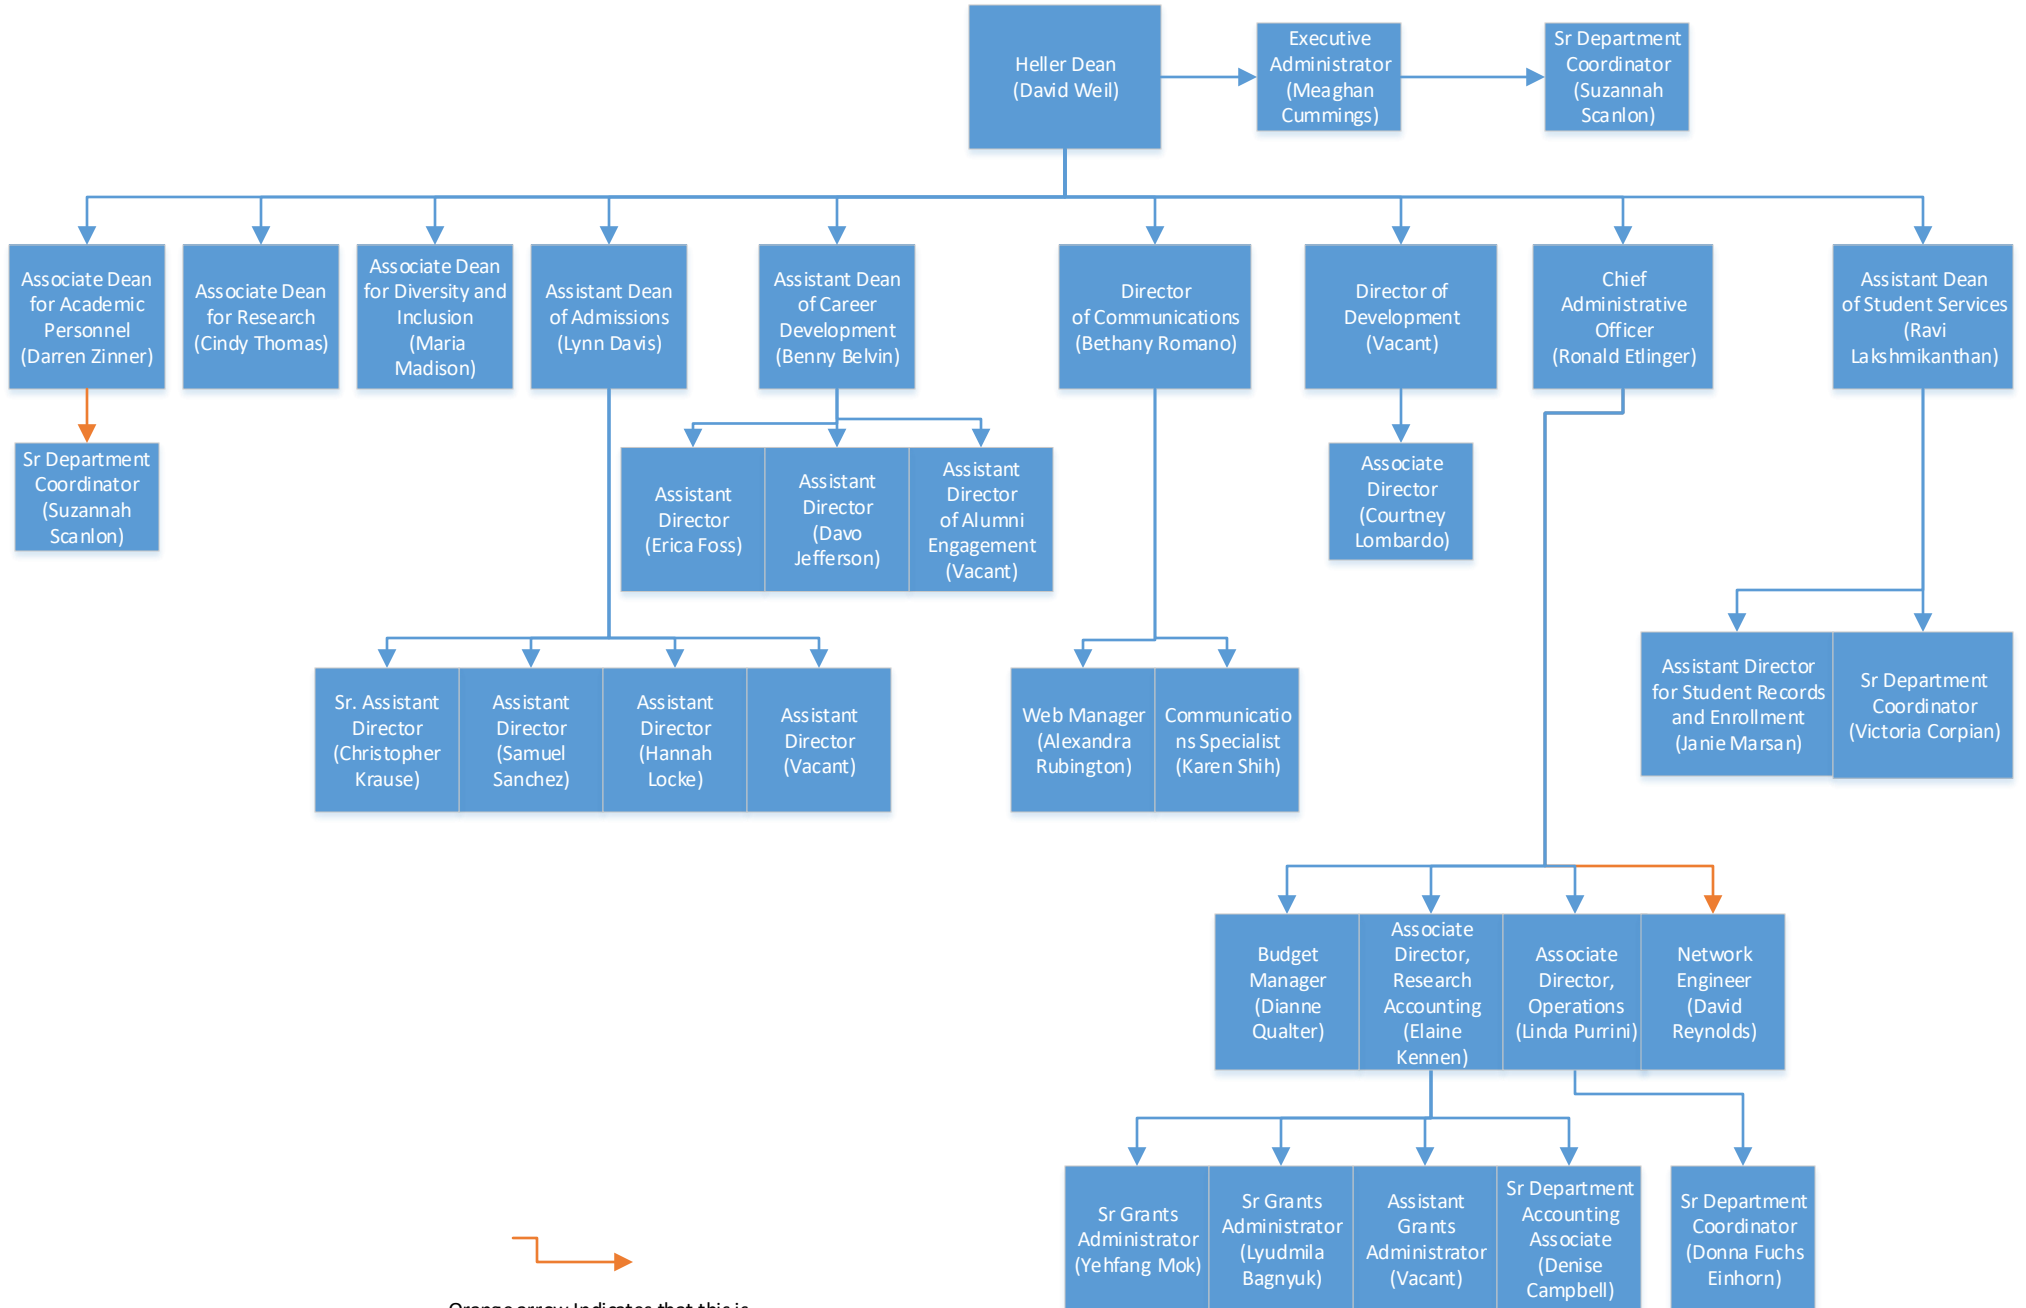 Heller Dean
(David Weil)
Executive
Administrator
(Meaghan
Cummings)
Sr Department
Coordinator
(Suzannah
Scanlon)
Associate Dean
for Academic
Personnel
(Darren Zinner)
Associate Dean
for Research
(Cindy Thomas)
Associate Dean
for Diversity and
Inclusion
(Maria
Madison)
Assistant Dean
of Admissions
(Lynn Davis)
Assistant Dean
of Career
Development
(Benny Belvin)
Director
of Communications
(Bethany Romano)
Director of
Development
(Vacant)
Chief
Administrative
Officer
(Ronald Etlinger)
Assistant Dean
of Student Services
(Ravi
Lakshmikanthan)
Sr Department
Coordinator
(Suzannah
Scanlon)
Assistant
Director
(Erica Foss)
Assistant
Director
(Davo
Jefferson)
Assistant
Director
of Alumni
Engagement
(Vacant)
Associate
Director
(Courtney
Lombardo)
Sr. Assistant
Director
(Christopher
Krause)
Assistant
Director
(Samuel
Sanchez)
Assistant
Director
(Hannah
Locke)
Assistant
Director
(Vacant)
Web Manager
(Alexandra
Rubington)
Communicatio
ns Specialist
(Karen Shih)
Assistant Director
for Student Records
and Enrollment
(Janie Marsan)
Sr Department
Coordinator
(Victoria Corpian)
Budget
Manager
(Dianne
Qualter)
Associate
Director,
Research
Accounting
(Elaine
Kennen)
Associate
Director,
Operations
(Linda Purrini)
Network
Engineer
(David
Reynolds)
Sr Grants
Administrator
(Yehfang Mok)
Sr Grants
Administrator
(Lyudmila
Bagnyuk)
Assistant
Grants
Administrator
(Vacant)
Sr Department
Accounting
Associate
(Denise
Campbell)
Sr Department
Coordinator
(Donna Fuchs
Einhorn)
Orange arrow Indicates that this is